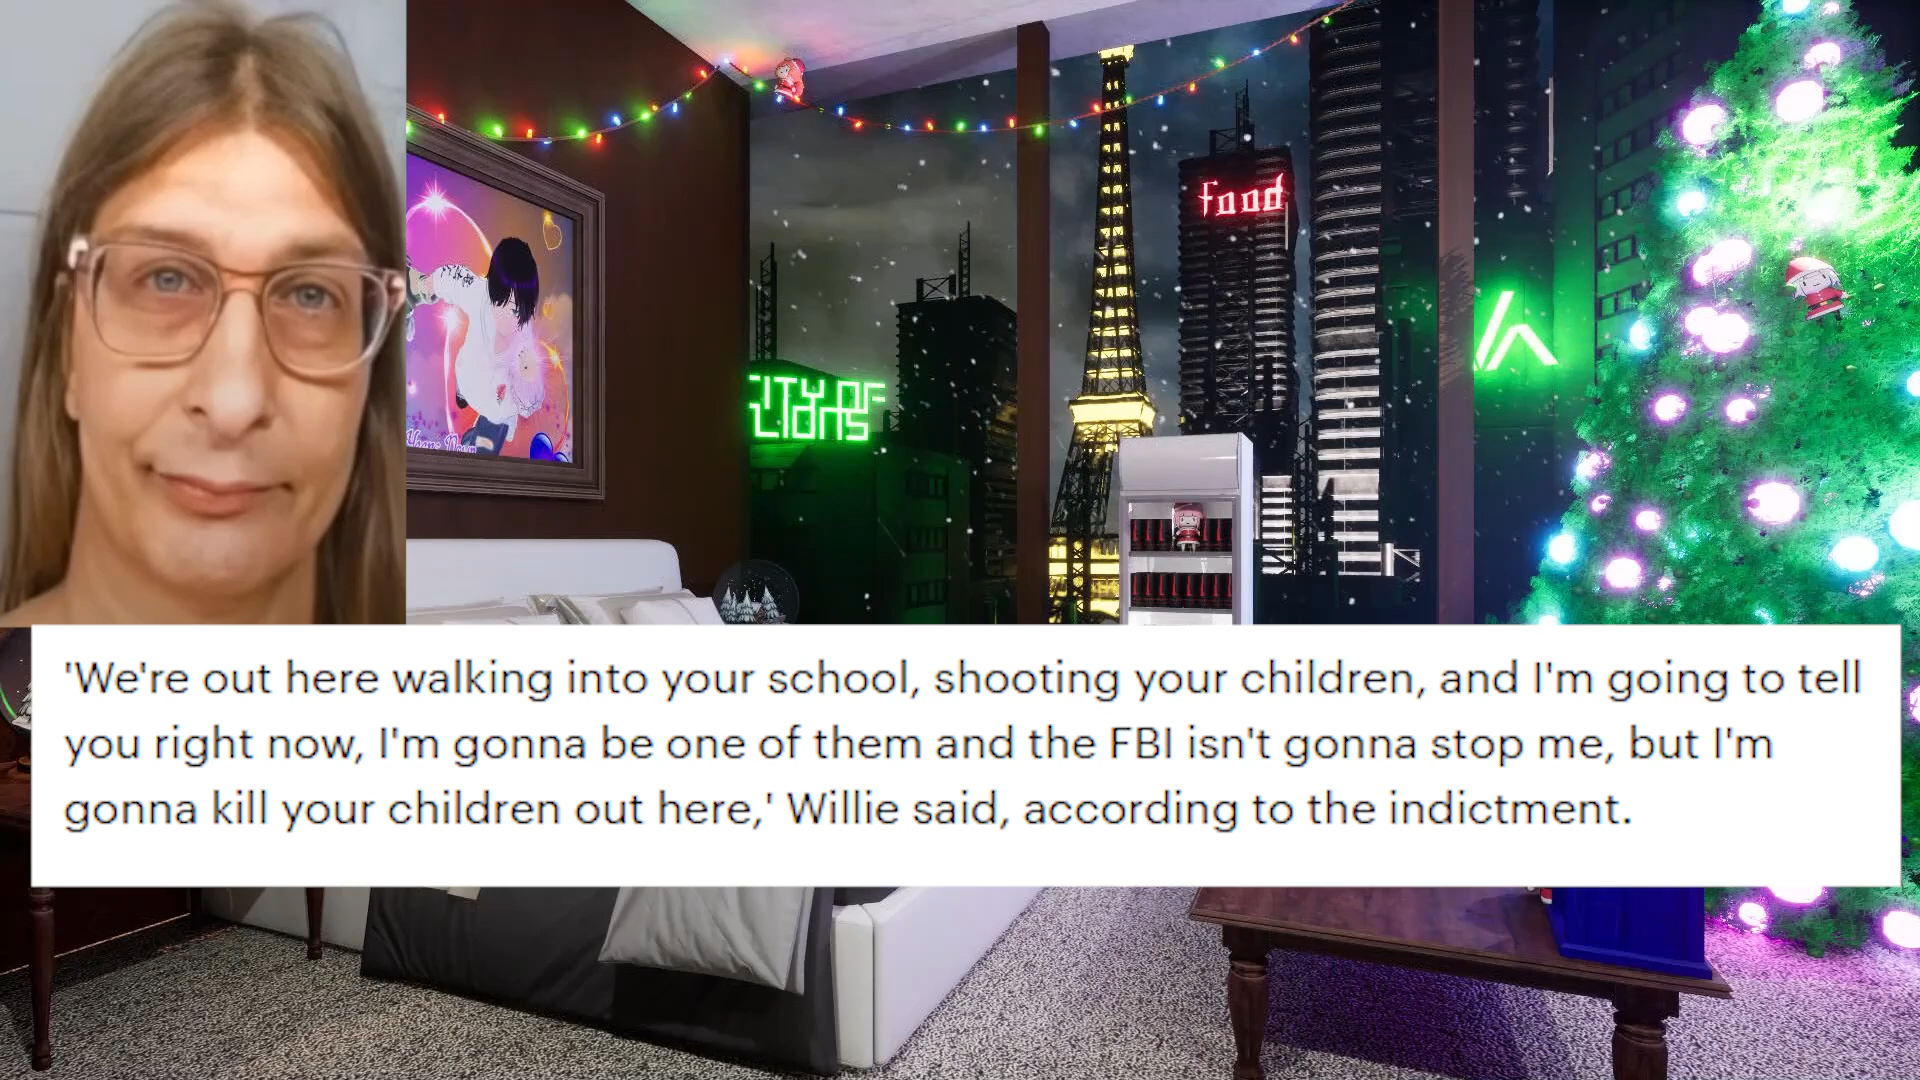 food
CITY OF
LIONS
'We're out here walking into your school, shooting your children, and I'm going to tell
you right now, I'm gonna be one of them and the FBI isn't gonna stop me, but I'm
gonna kill your children out here,' Willie said, according to the indictment.